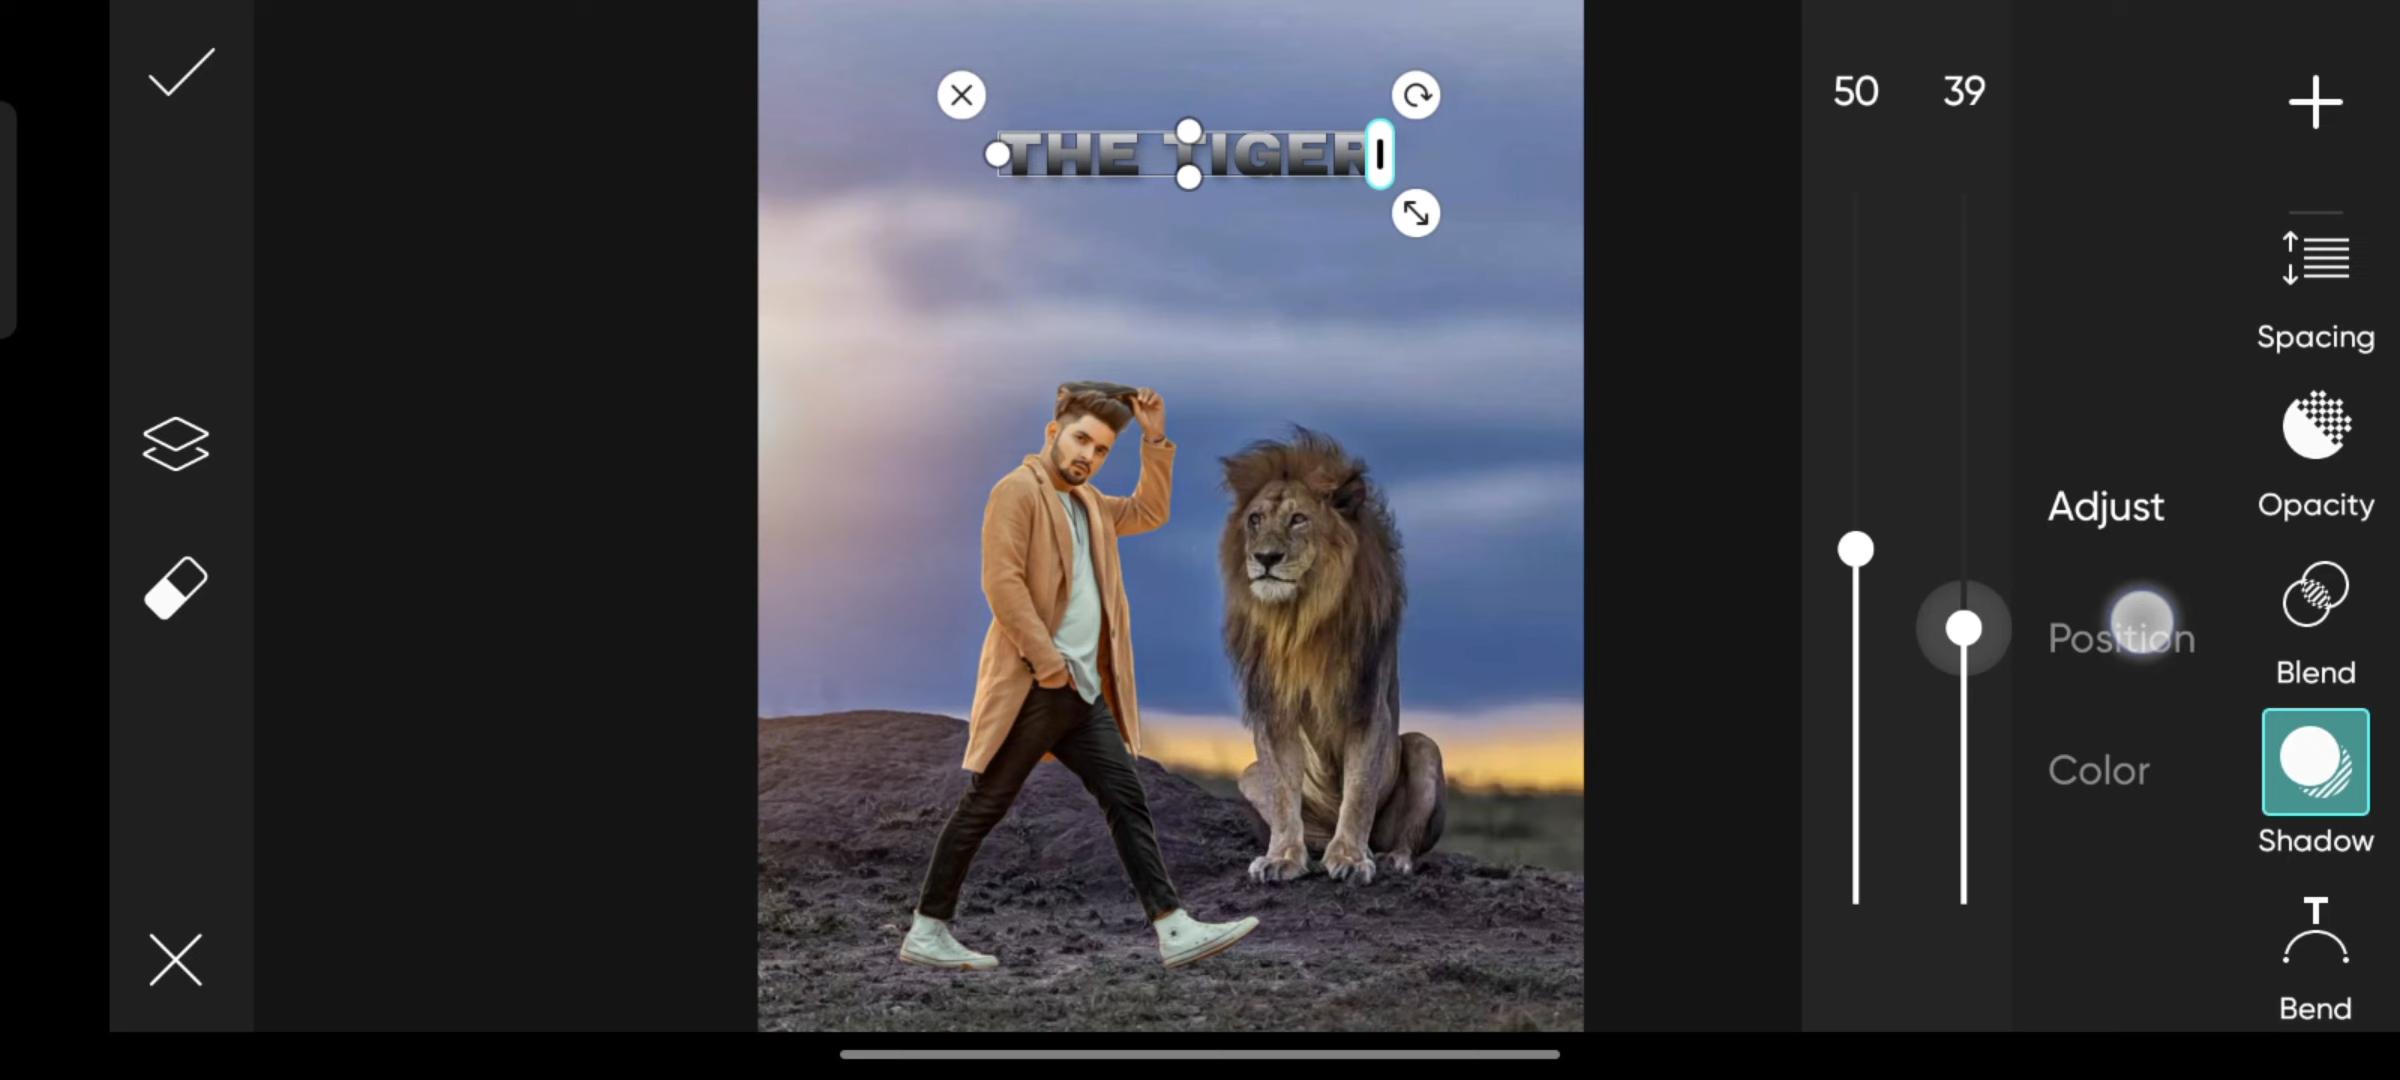 THE TIGER
50 39
Adjust
Position
Color
Spacing
Opacity
Blend
Shadow
Bend